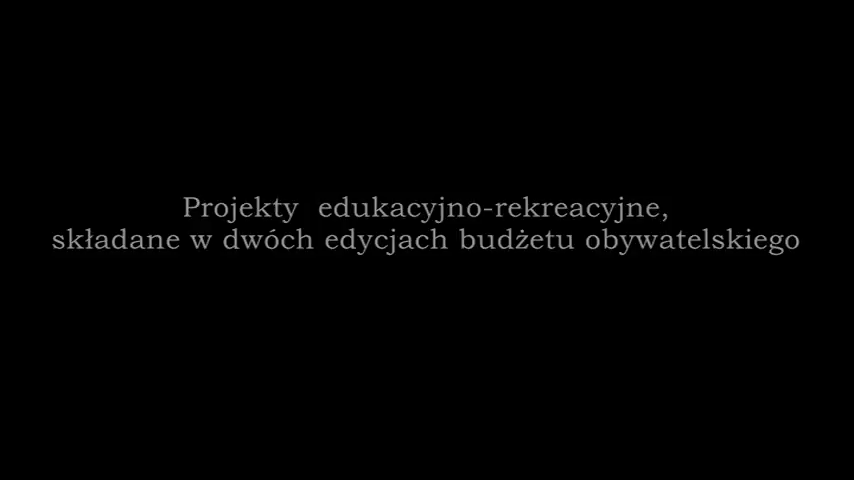 Projekty  edukacyjno-rekreacyjne,
składane w dwóch edycjach budżetu obywatelskiego